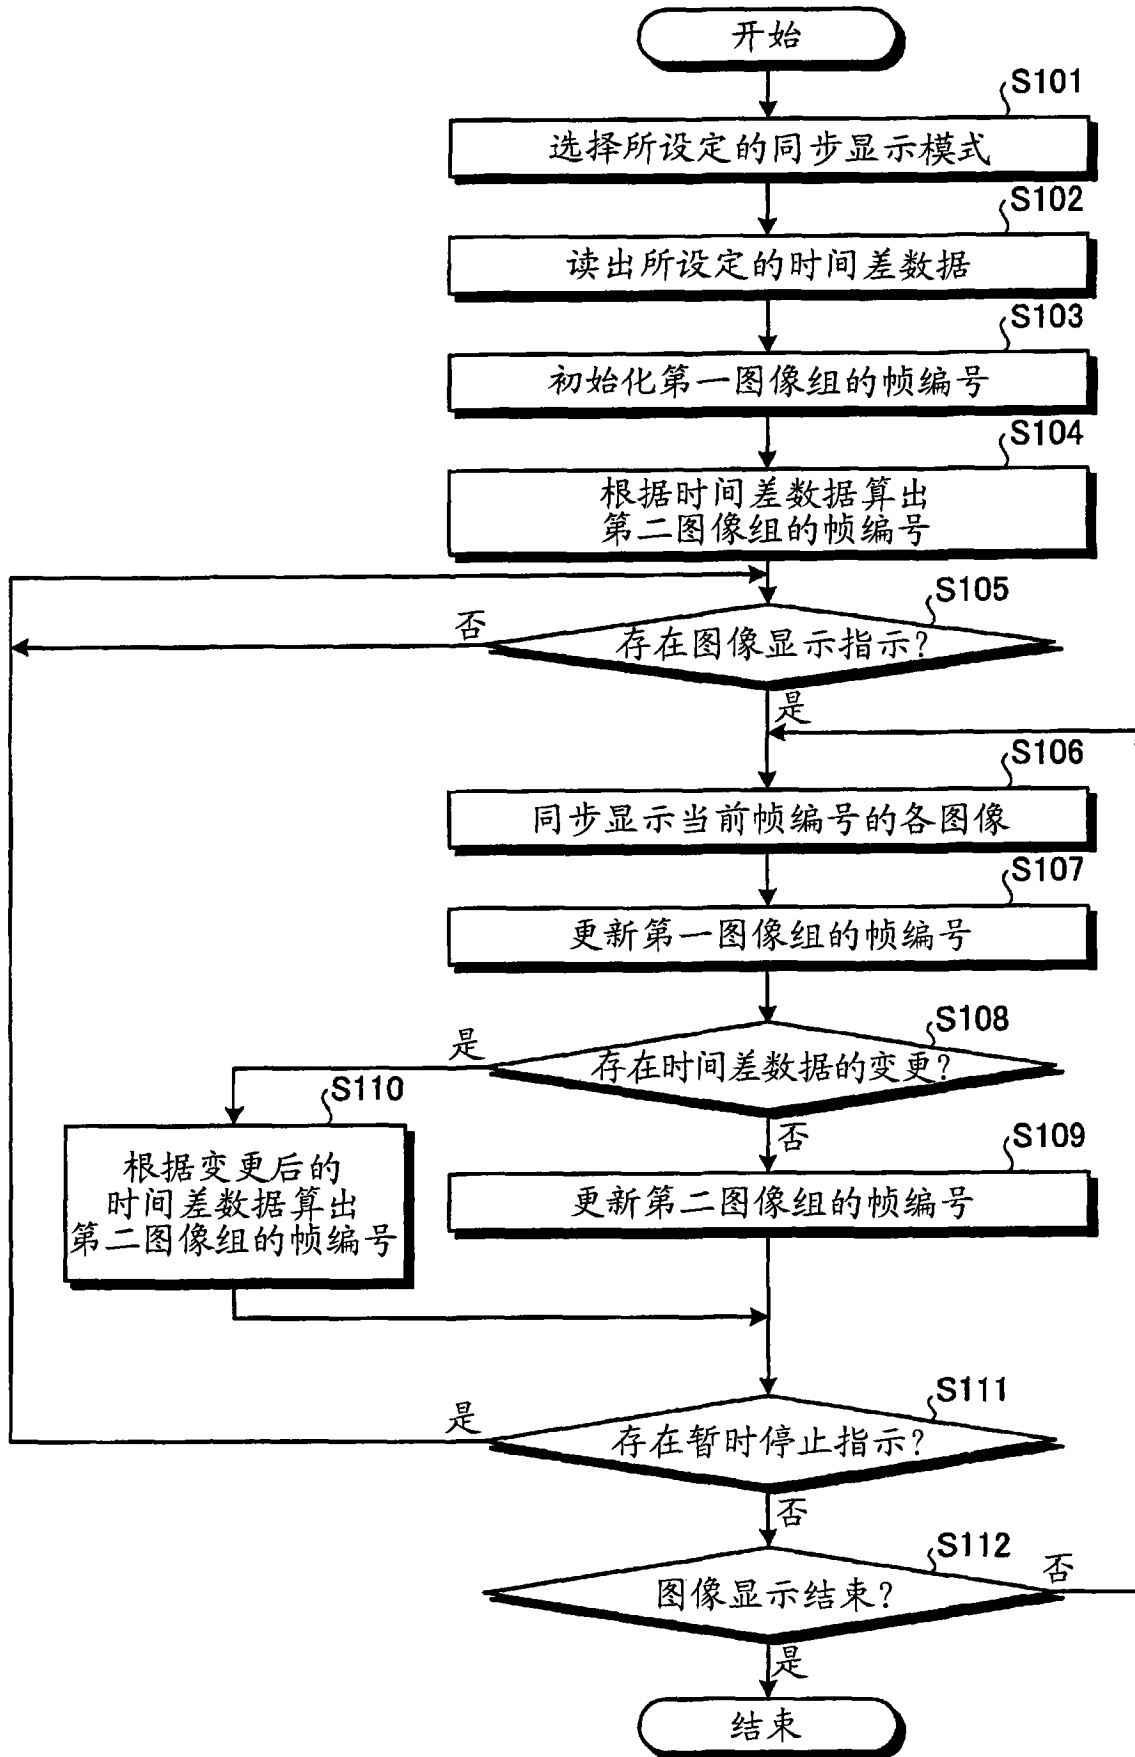 开始
S101
选择所设定的同步显示模式
S102
读出所设定的时间差数据
S103
初始化第一图像组的帧编号
S104
根据时间差数据算出
第二图像组的帧编号
S105
存在图像显示指示?
否
是
S106
同步显示当前帧编号的各图像
S107
更新第一图像组的帧编号
S108
存在时间差数据的变更?
是
否
S110
根据变更后的
时间差数据算出
第二图像组的帧编号
S109
更新第二图像组的帧编号
S111
存在暂时停止指示?
是
否
S112
图像显示结束?
否
是
结束